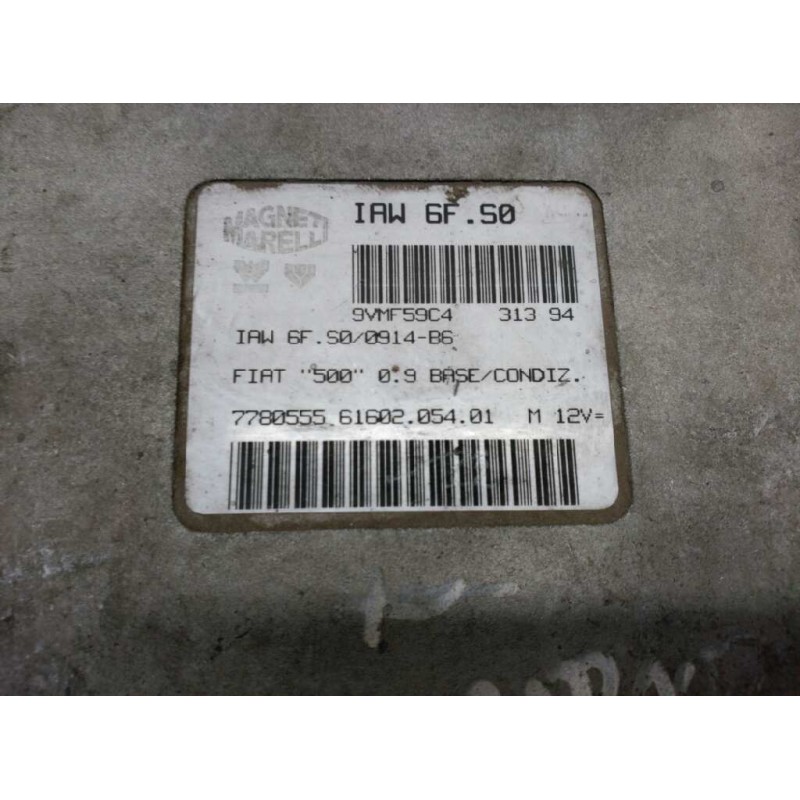 MAGNETI
MARELLI
IAW 6F.S0
9VMF59C4 313 94
IAW 6F.S0/0914-B6
FIAT "500" 0.9 BASE/CONDIZ.
7780555.61602.054.01 M 12V=